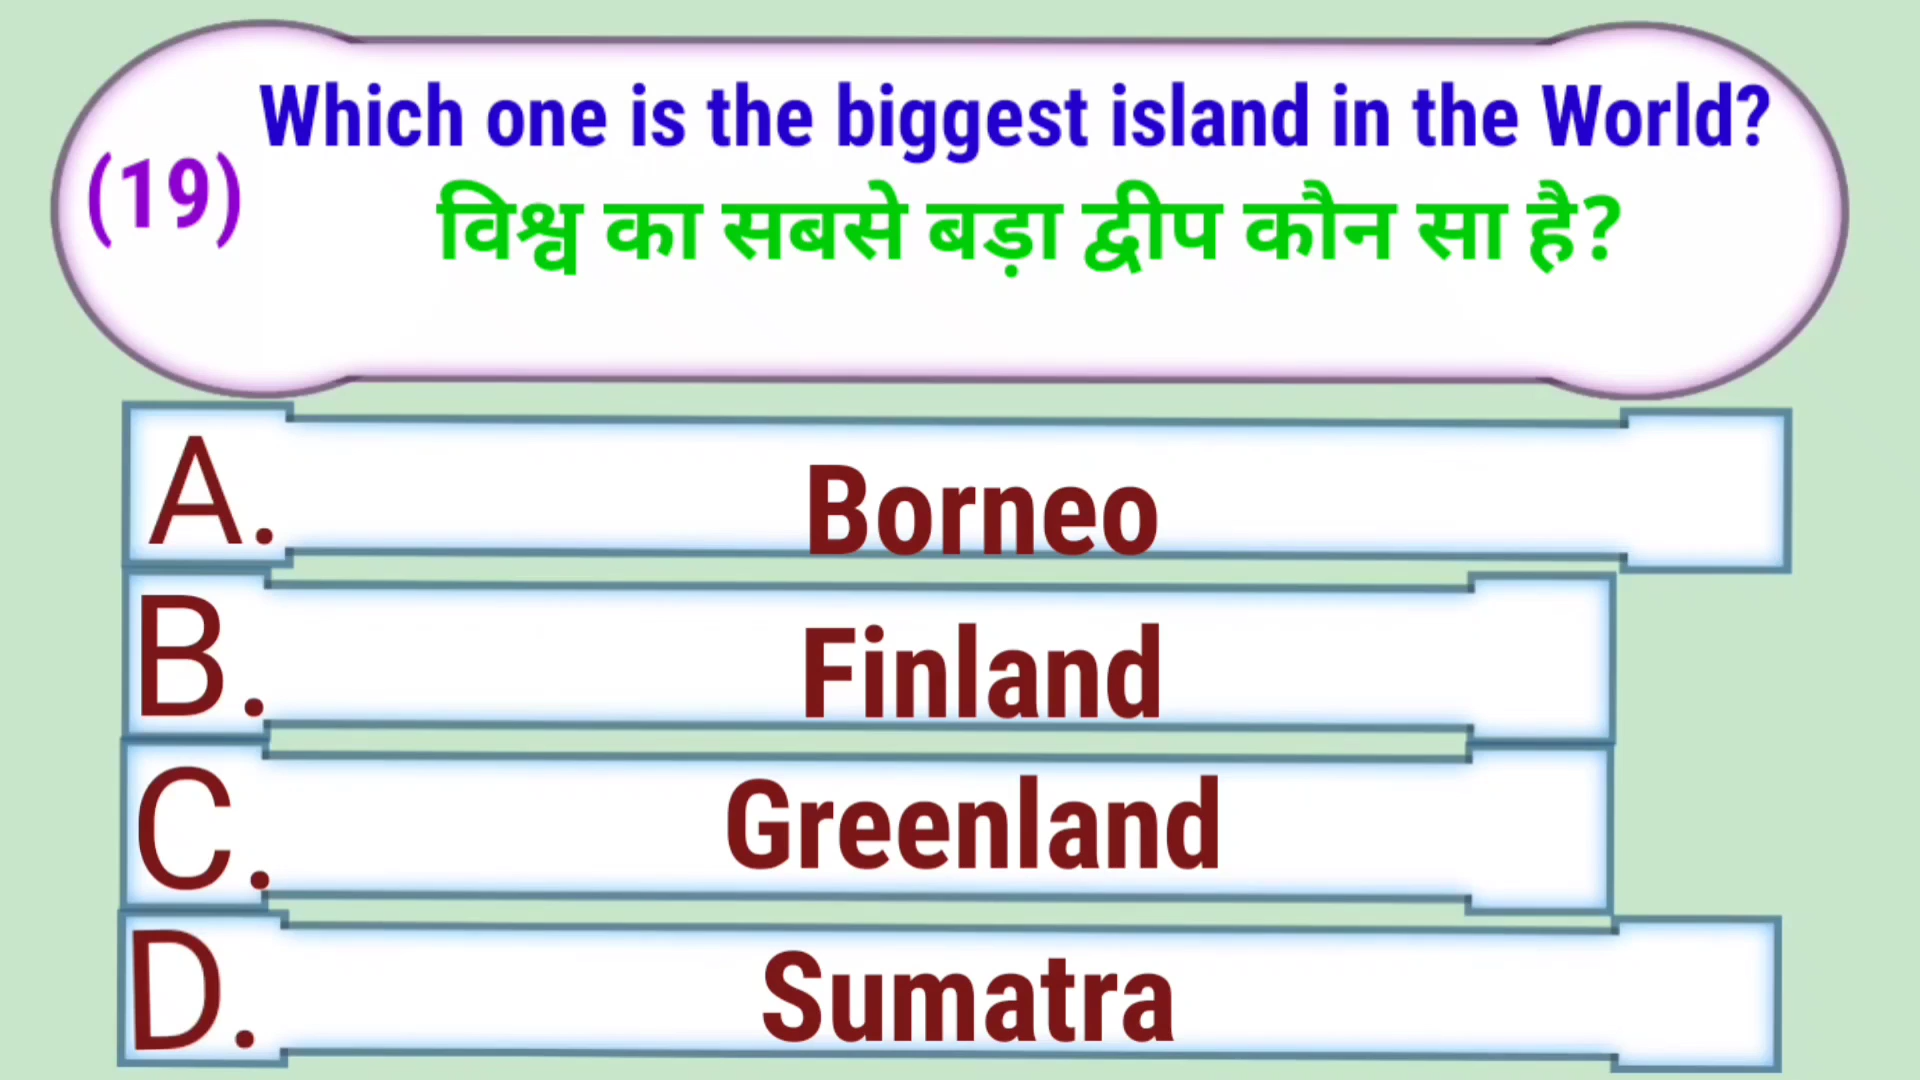 (19)
Which one is the biggest island in the World?
विश्व का सबसे बड़ा द्वीप कौन सा है?
A. Borneo
B. Finland
C. Greenland
D. Sumatra